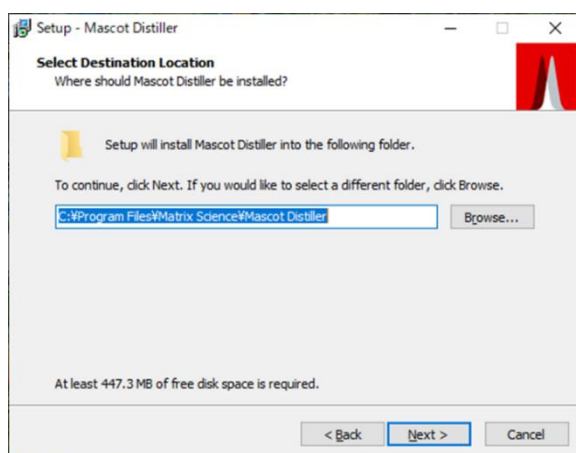 Setup - Mascot Distiller
Select Destination Location
Where should Mascot Distiller be installed?
Setup will install Mascot Distiller into the following folder.
To continue, click Next. If you would like to select a different folder, click Browse.
C:¥Program Files¥Matrix Science¥Mascot Distiller
Browse...
At least 447.3 MB of free disk space is required.
< Back
Next >
Cancel